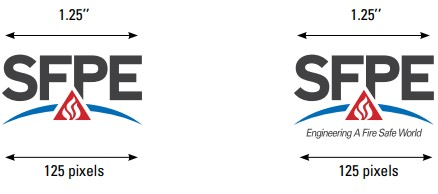 1.25″
1.25″
SFPE
SFPE
Engineering A Fire Safe World
125 pixels
125 pixels